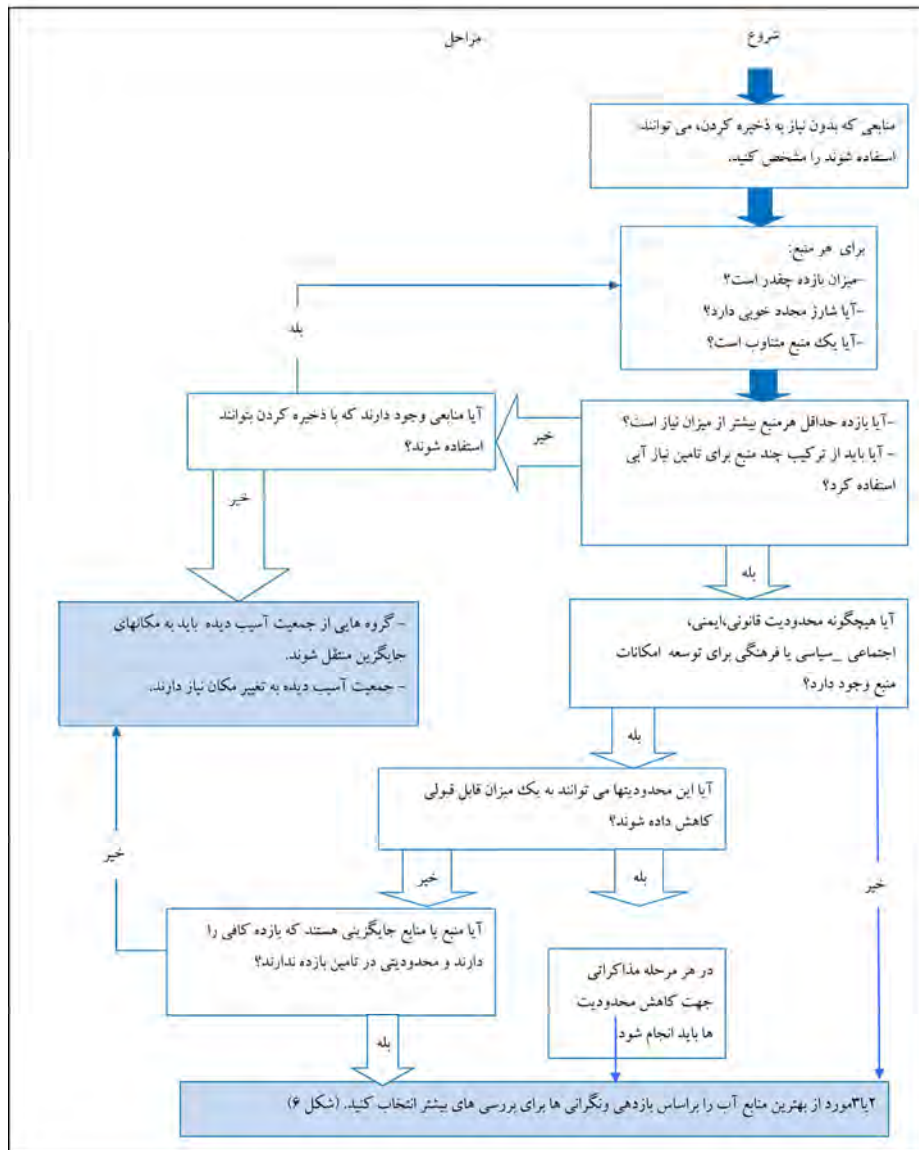 شروع
مراحل
منابعی که بدون نیاز به ذخیره کردن، می توانند
استفاده شوند را مشخص کنید.
برای هر منبع:
-میزان بازده چقدر است؟
-آیا شارژ مجدد خوبی دارد؟
-آیا یک منبع متناوب است؟
بله
-آیا بازده حداقل هرمنبع بیشتر از میزان نیاز است؟
- آیا باید از ترکیب چند منبع برای تامین نیاز آبی
استفاده کرد؟
خیر
آیا منابعی وجود دارند که با ذخیره کردن بتوانند
استفاده شوند؟
خیر
بله
- گروه هایی از جمعیت آسیب دیده باید به مکانهای
جایگزین منتقل شوند.
- جمعیت آسیب دیده به تغییر مکان نیاز دارند.
آیا هیچگونه محدودیت قانونی،ایمنی،
اجتماعی _سیاسی یا فرهنگی برای توسعه امکانات
منبع وجود دارد؟
بله
آیا این محدودیتها می توانند به یک میزان قابل قبولی
کاهش داده شوند؟
خیر
خیر
بله
خیر
آیا منبع یا منابع جایگزینی هستند که بازده کافی را
دارند و محدودیتی در تامین بازده ندارند؟
در هر مرحله مذاکراتی
جهت کاهش محدودیت
ها باید انجام شود
بله
۲یا۳مورد از بهترین منابع آب را براساس بازدهی ونگرانی ها برای بررسی های بیشتر انتخاب کنید. (شکل ۶)